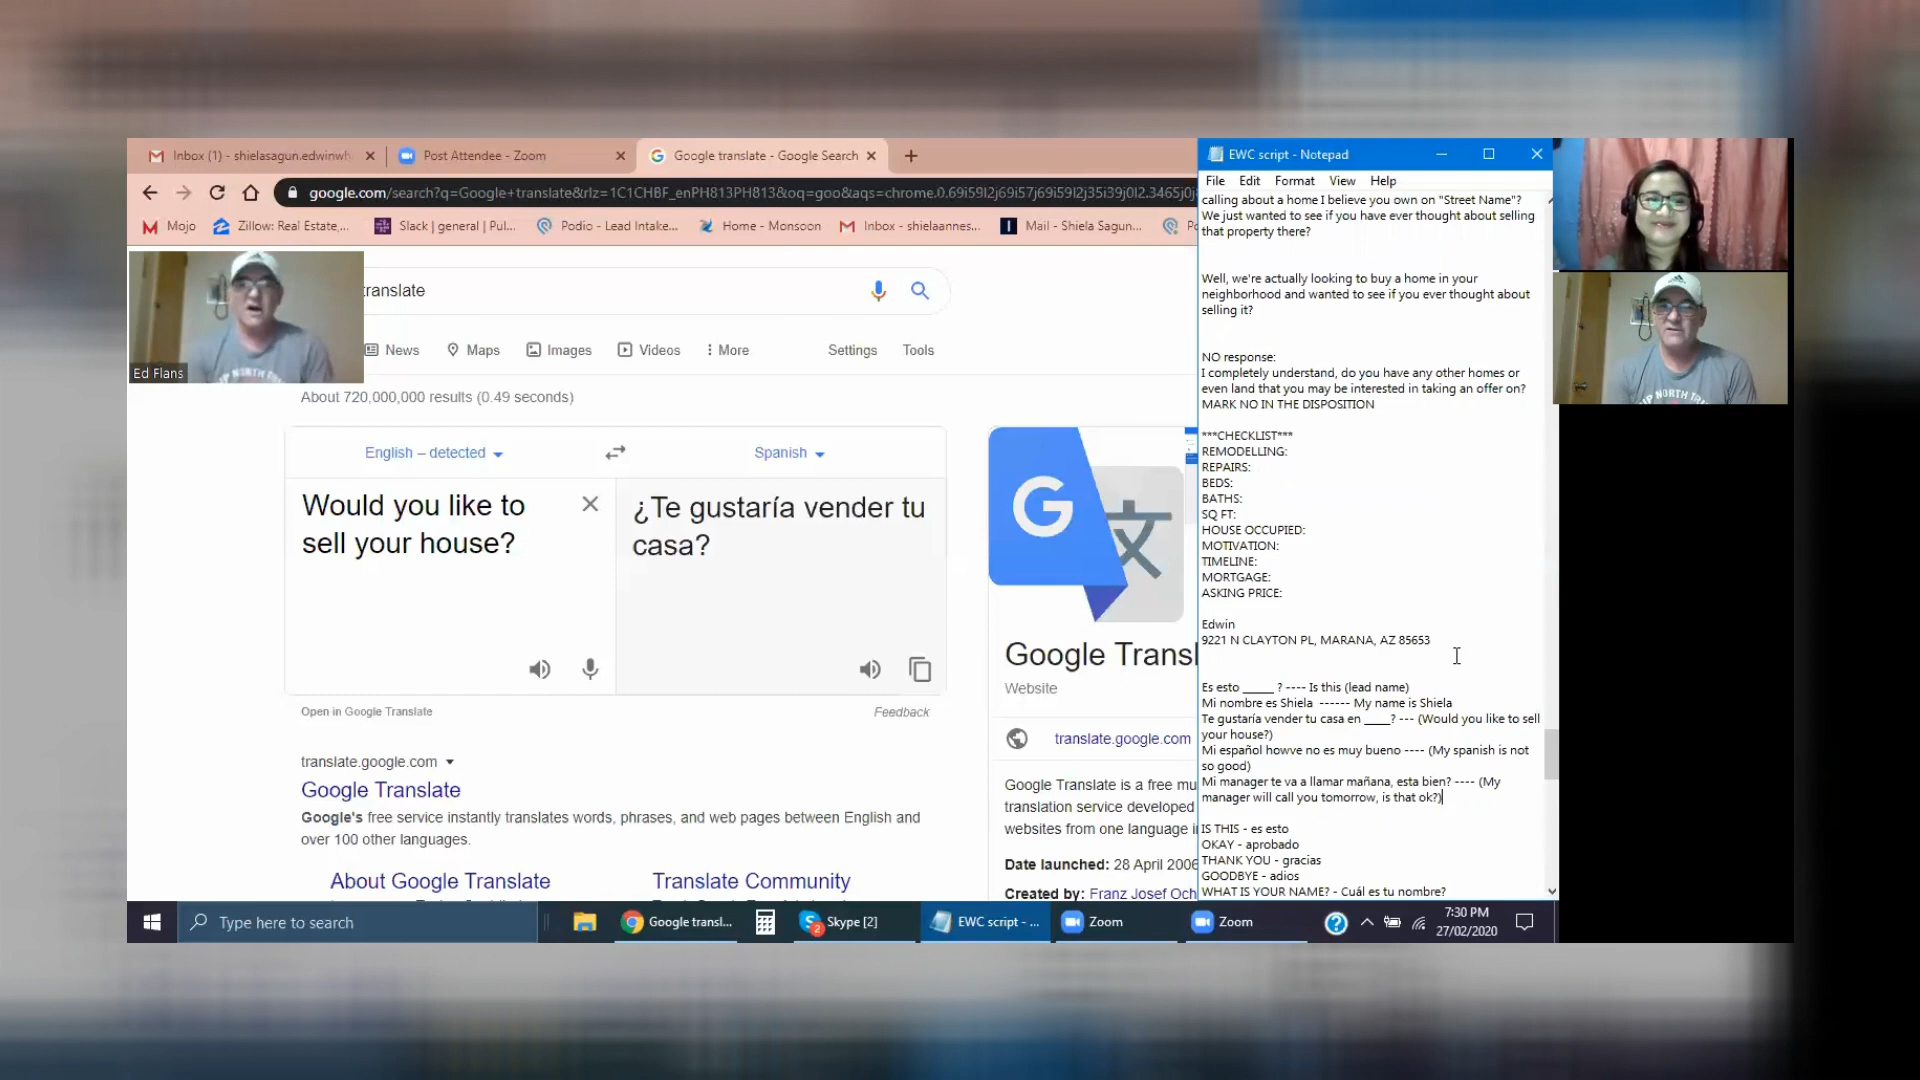 Inbox (1) - shielasagun.edwinwh
Post Attendee - Zoom
Google translate - Google Search
google.com/search?q=Google+translate&rlz=1C1CHBF_enPH813PH813&oq=goo&aqs=chrome.0.69i59l2j69i57j69i59l2j35i39j0l2.3465j0j
Mojo
Zillow: Real Estate,...
Slack | general | Pul...
Podio - Lead Intake...
Home - Monsoon
Inbox - shielaannes...
Mail - Shiela Sagun...
Ed Flans
ranslate
News
Maps
Images
Videos
More
Settings
Tools
About 720,000,000 results (0.49 seconds)
English – detected
Spanish
Would you like to
sell your house?
¿Te gustaría vender tu
casa?
Open in Google Translate
Feedback
translate.google.com
Google Translate
Google's free service instantly translates words, phrases, and web pages between English and
over 100 other languages.
About Google Translate
Translate Community
G
文
Google Transl
Website
translate.google.com
Google Translate is a free mu
translation service developed
websites from one language i
Date launched: 28 April 2006
Created by: Franz Josef Och
EWC script - Notepad
File Edit Format View Help
calling about a home I believe you own on "Street Name"?
We just wanted to see if you have ever thought about selling
that property there?
Well, we're actually looking to buy a home in your
neighborhood and wanted to see if you ever thought about
selling it?
NO response:
I completely understand, do you have any other homes or
even land that you may be interested in taking an offer on?
MARK NO IN THE DISPOSITION
***CHECKLIST***
REMODELLING:
REPAIRS:
BEDS:
BATHS:
SQ FT:
HOUSE OCCUPIED:
MOTIVATION:
TIMELINE:
MORTGAGE:
ASKING PRICE:
Edwin
9221 N CLAYTON PL, MARANA, AZ 85653
Es esto _____ ? ---- Is this (lead name)
Mi nombre es Shiela ------ My name is Shiela
Te gustaría vender tu casa en ____? --- (Would you like to sell
your house?)
Mi español howve no es muy bueno ---- (My spanish is not
so good)
Mi manager te va a llamar mañana, esta bien? ---- (My
manager will call you tomorrow, is that ok?)
IS THIS - es esto
OKAY - aprobado
THANK YOU - gracias
GOODBYE - adios
WHAT IS YOUR NAME? - Cuál es tu nombre?
Type here to search
Google transl...
Skype [2]
EWC script - ...
Zoom
Zoom
7:30 PM
27/02/2020